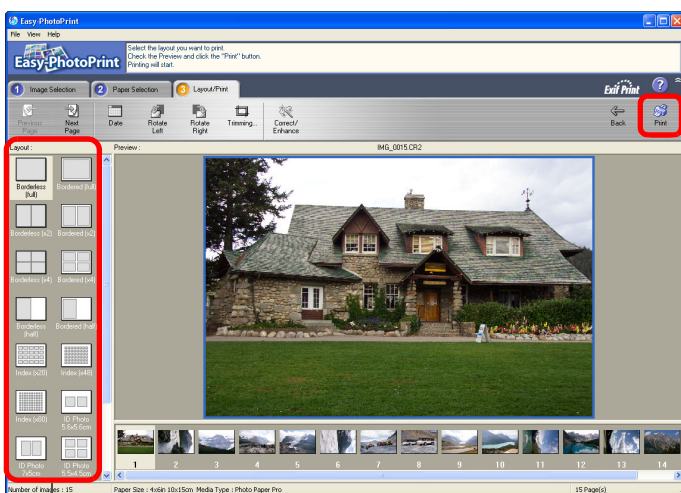 Easy-PhotoPrint
File View Help
Easy-PhotoPrint
Select the layout you want to print.
Check the Preview and click the "Print" button.
Printing will start.
1 Image Selection 2 Paper Selection 3 Layout/Print
Exif Print ?
Previous Page
Next Page
Date
Rotate Left
Rotate Right
Trimming...
Correct/ Enhance
Back
Print
Layout :
Preview :
IMG_0015.CR2
Borderless (full)
Bordered (full)
Borderless (x2)
Bordered (x2)
Borderless (x4)
Bordered (x4)
Borderless (half)
Bordered (half)
Index (x20)
Index (x48)
Index (x80)
ID Photo 5.6x5.6cm
ID Photo 7x5cm
ID Photo 5.5x4.5cm
1 2 3 4 5 6 7 8 9 10 11 12 13 14
Number of images : 15
Paper Size : 4x6in 10x15cm Media Type : Photo Paper Pro
15 Page(s)